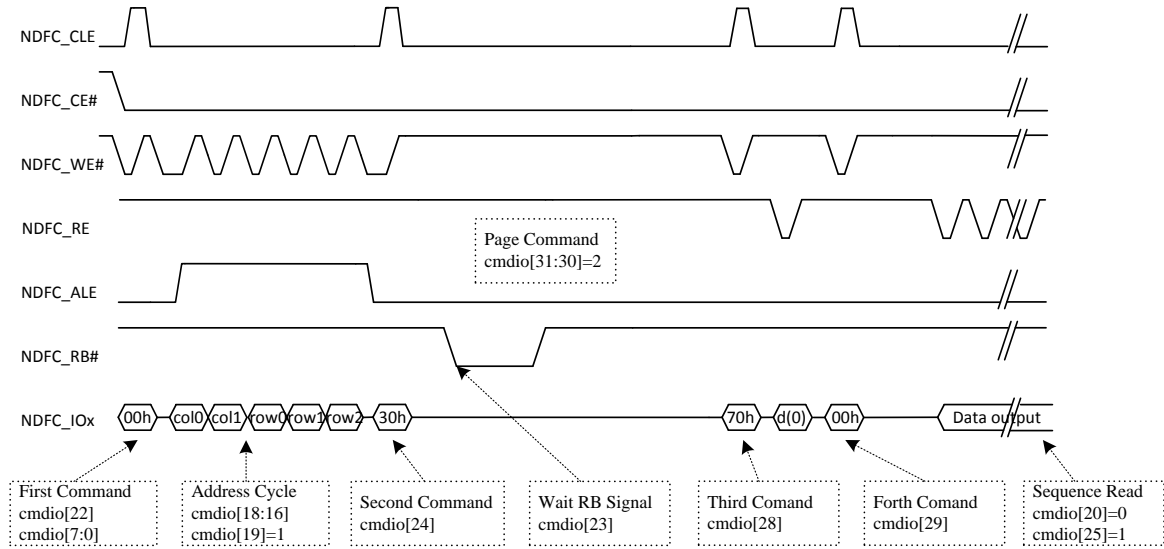 NDFC_CLE
NDFC_CE#
NDFC_WE#
NDFC_RE
Page Command
cmdio[31:30]=2
NDFC_ALE
NDFC_RB#
NDFC_IOx
00h col0 col1 row0 row1 row2 30h 70h d(0) 00h Data output
First Command
cmdio[22]
cmdio[7:0]
Address Cycle
cmdio[18:16]
cmdio[19]=1
Second Command
cmdio[24]
Wait RB Signal
cmdio[23]
Third Comand
cmdio[28]
Forth Comand
cmdio[29]
Sequence Read
cmdio[20]=0
cmdio[25]=1